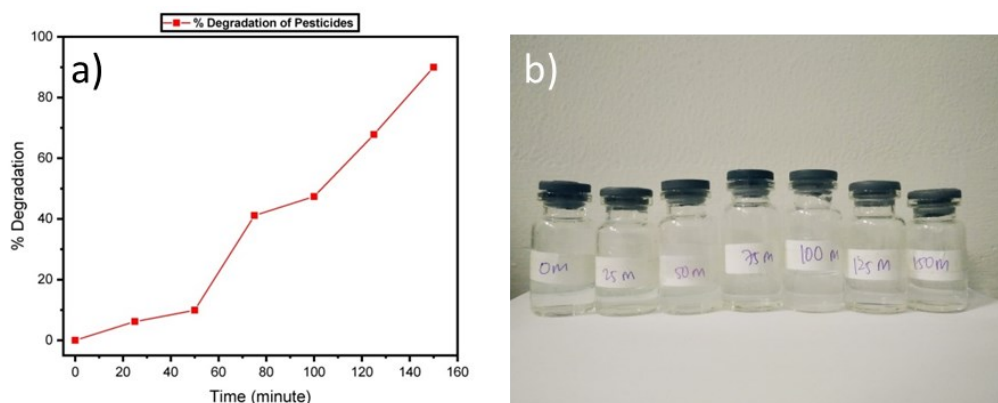 % Degradation of Pesticides
a)
100
80
60
40
20
0
% Degradation
0 20 40 60 80 100 120 140 160
Time (minute)
b)
0m
25 m
50m
75 m
100 m
125 m
150m